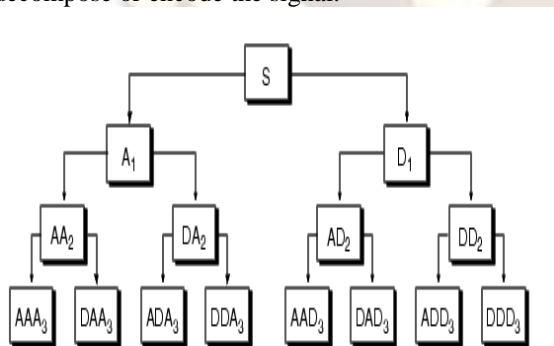 decompose or encode the signal.
S
A₁ D₁
AA₂ DA₂ AD₂ DD₂
AAA₃ DAA₃ ADA₃ DDA₃ AAD₃ DAD₃ ADD₃ DDD₃